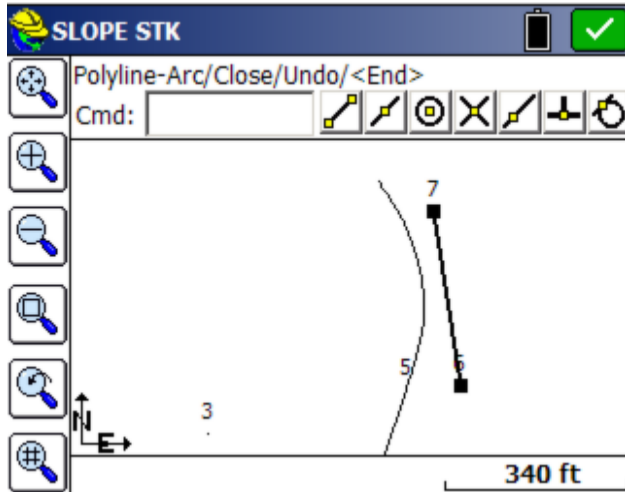 SLOPE STK
Polyline-Arc/Close/Undo/<End>
Cmd:
7
5
6
3
N
E
340 ft